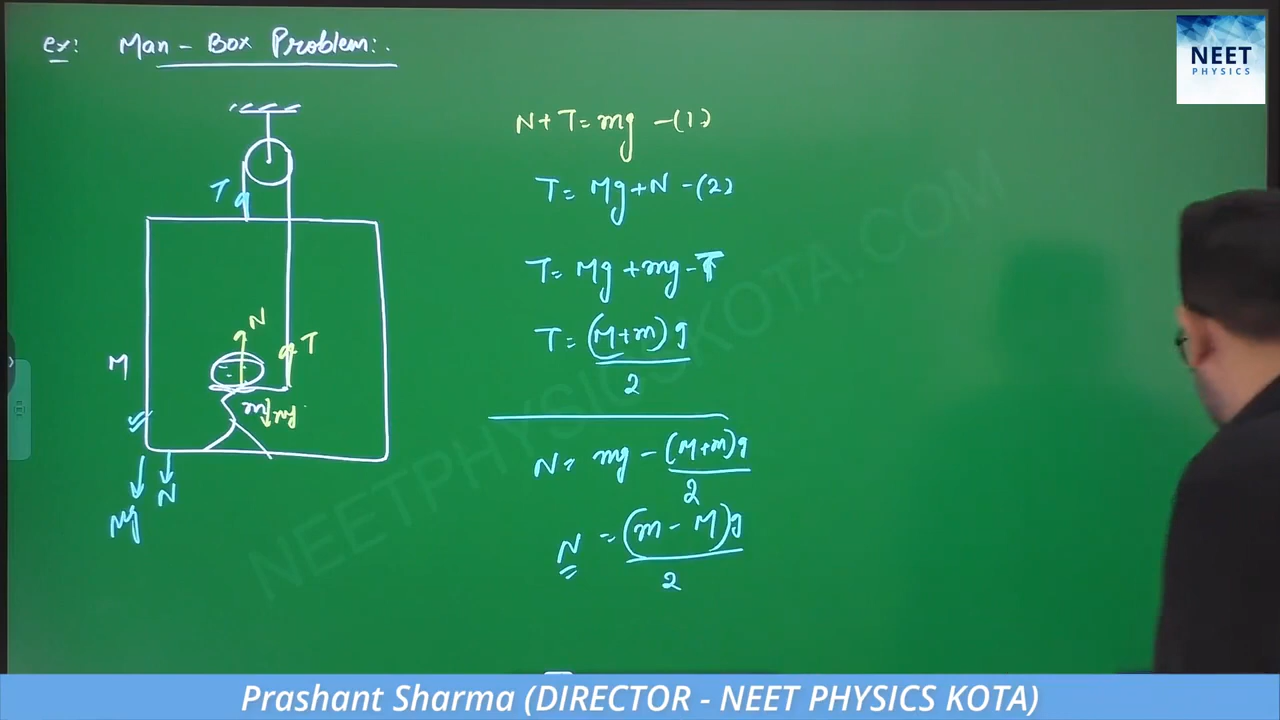 ex: Man - Box Problem:.
NEET
PHYSICS
N + T = mg -(1)
T = Mg + N -(2)
T = Mg + mg - T
T = (M+m) g
2
N = mg - (M+m)g
2
N = (m - M)g
2
T
N
T
M
m
mg
N
Mg
NEETPHYSICSKOTA.COM
Prashant Sharma (DIRECTOR - NEET PHYSICS KOTA)